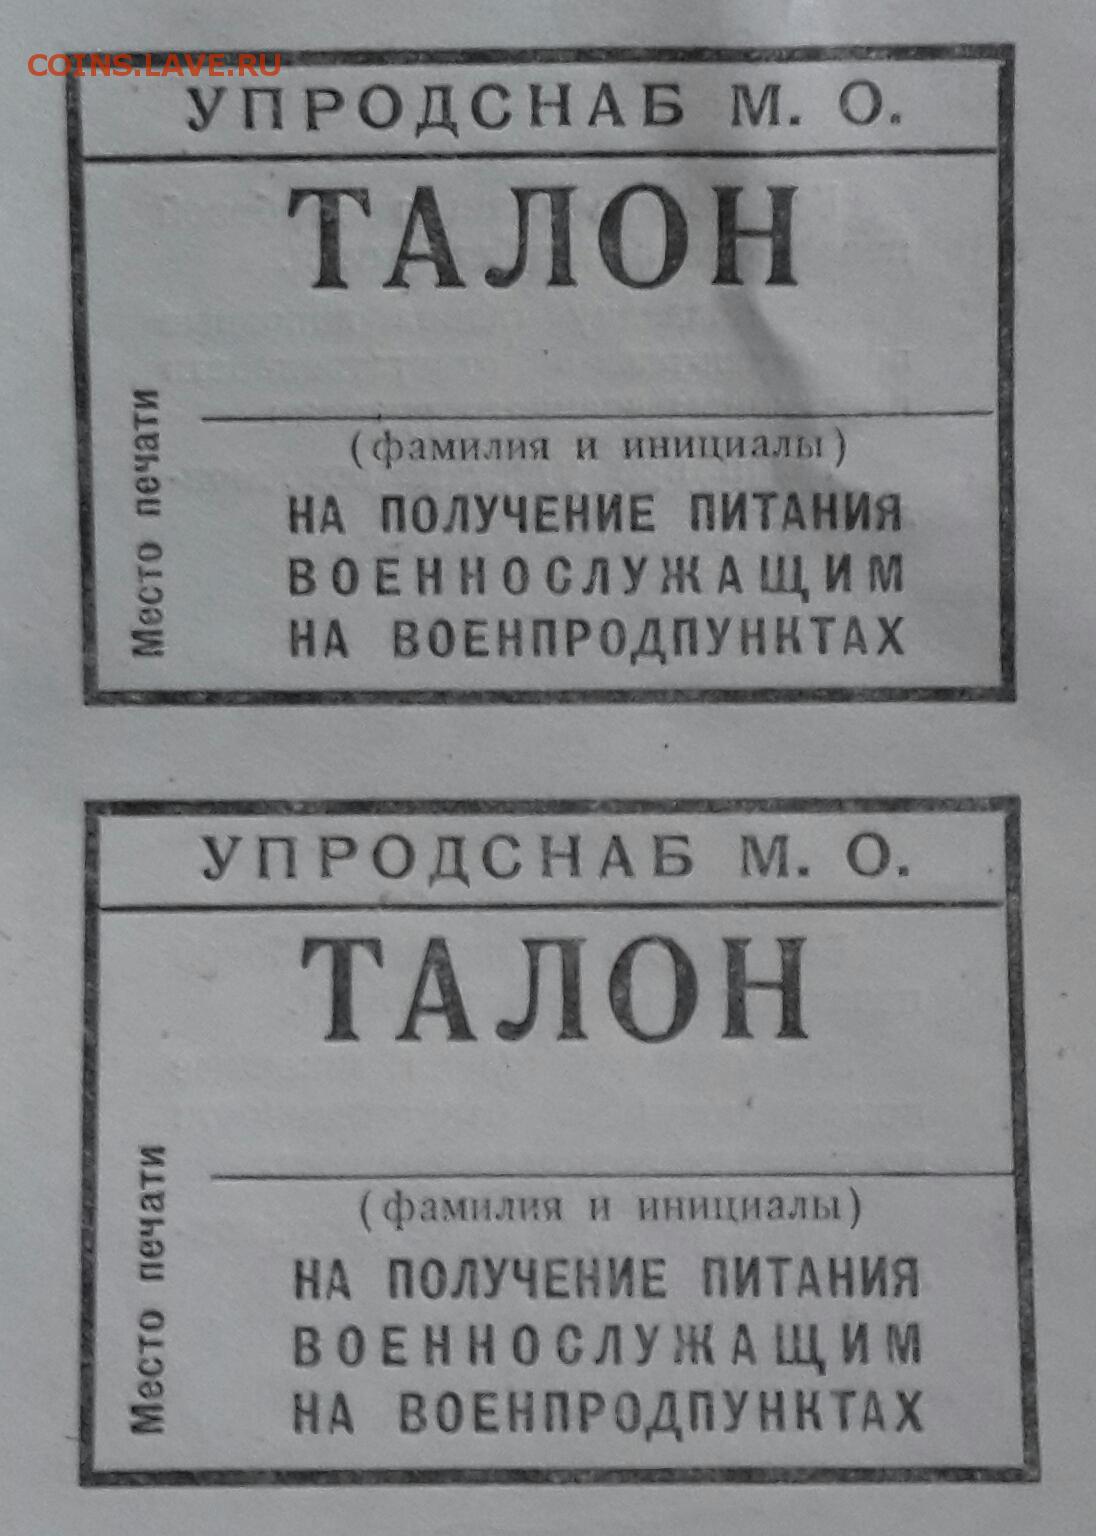 COINS.LAVE.RU
УПРОДСНАБ М. О.
ТАЛОН
(фамилия и инициалы)
Место печати
НА ПОЛУЧЕНИЕ ПИТАНИЯ
ВОЕННОСЛУЖАЩИМ
НА ВОЕНПРОДПУНКТАХ
УПРОДСНАБ М. О.
ТАЛОН
(фамилия и инициалы)
Место печати
НА ПОЛУЧЕНИЕ ПИТАНИЯ
ВОЕННОСЛУЖАЩИМ
НА ВОЕНПРОДПУНКТАХ